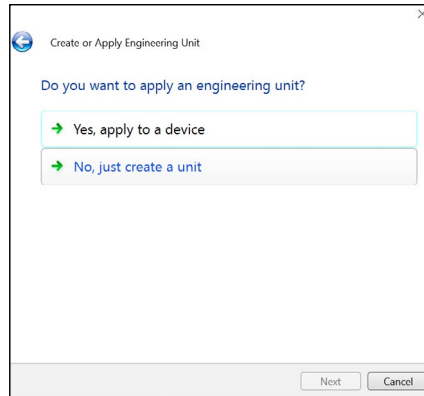 Create or Apply Engineering Unit
Do you want to apply an engineering unit?
Yes, apply to a device
No, just create a unit
Next
Cancel